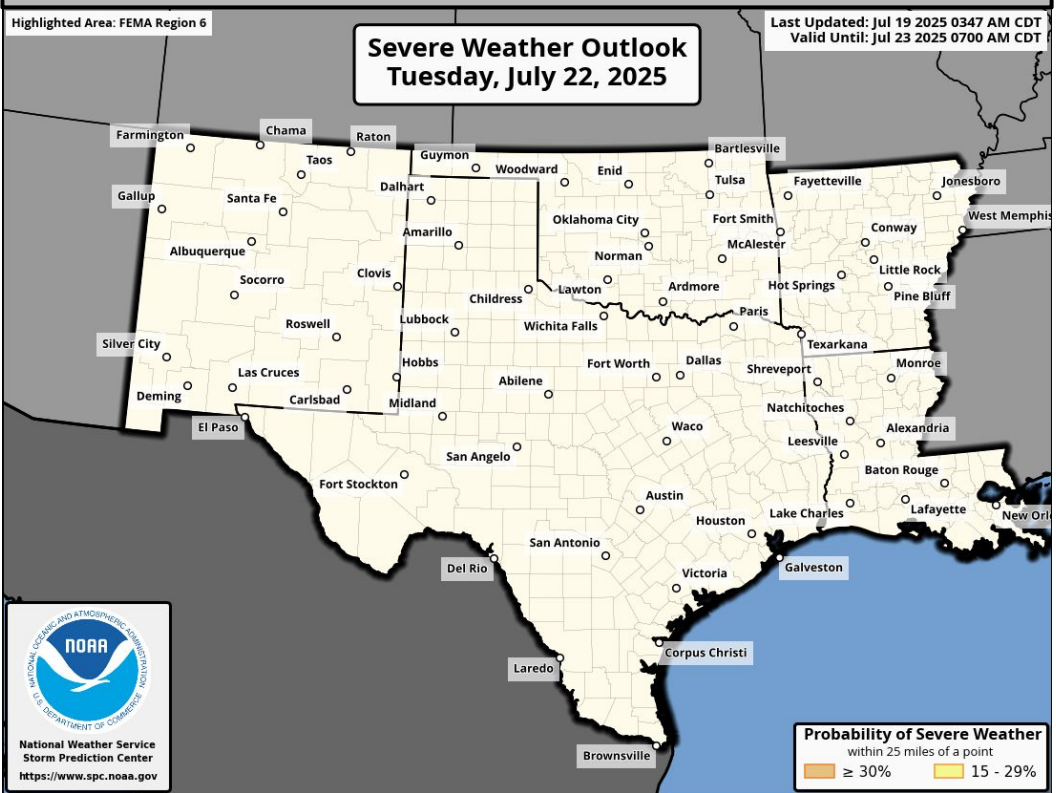 Highlighted Area: FEMA Region 6
Last Updated: Jul 19 2025 0347 AM CDT
Valid Until: Jul 23 2025 0700 AM CDT
Severe Weather Outlook
Tuesday, July 22, 2025
Farmington
Chama
Raton
Taos
Guymon
Woodward
Enid
Bartlesville
Tulsa
Fayetteville
Jonesboro
Gallup
Santa Fe
Dalhart
Oklahoma City
Fort Smith
West Memphis
Albuquerque
Amarillo
Norman
McAlester
Conway
Socorro
Clovis
Childress
Lawton
Ardmore
Hot Springs
Little Rock
Pine Bluff
Roswell
Lubbock
Wichita Falls
Paris
Silver City
Texarkana
Las Cruces
Hobbs
Fort Worth
Dallas
Shreveport
Monroe
Deming
Carlsbad
Midland
Abilene
Natchitoches
El Paso
Waco
Leesville
Alexandria
San Angelo
Fort Stockton
Baton Rouge
Austin
Lake Charles
Lafayette
New Orl
Houston
San Antonio
Del Rio
Galveston
Victoria
Laredo
Corpus Christi
Brownsville
NATIONAL OCEANIC AND ATMOSPHERIC ADMINISTRATION
NOAA
U.S. DEPARTMENT OF COMMERCE
National Weather Service
Storm Prediction Center
https://www.spc.noaa.gov
Probability of Severe Weather
within 25 miles of a point
≥ 30%
15 - 29%